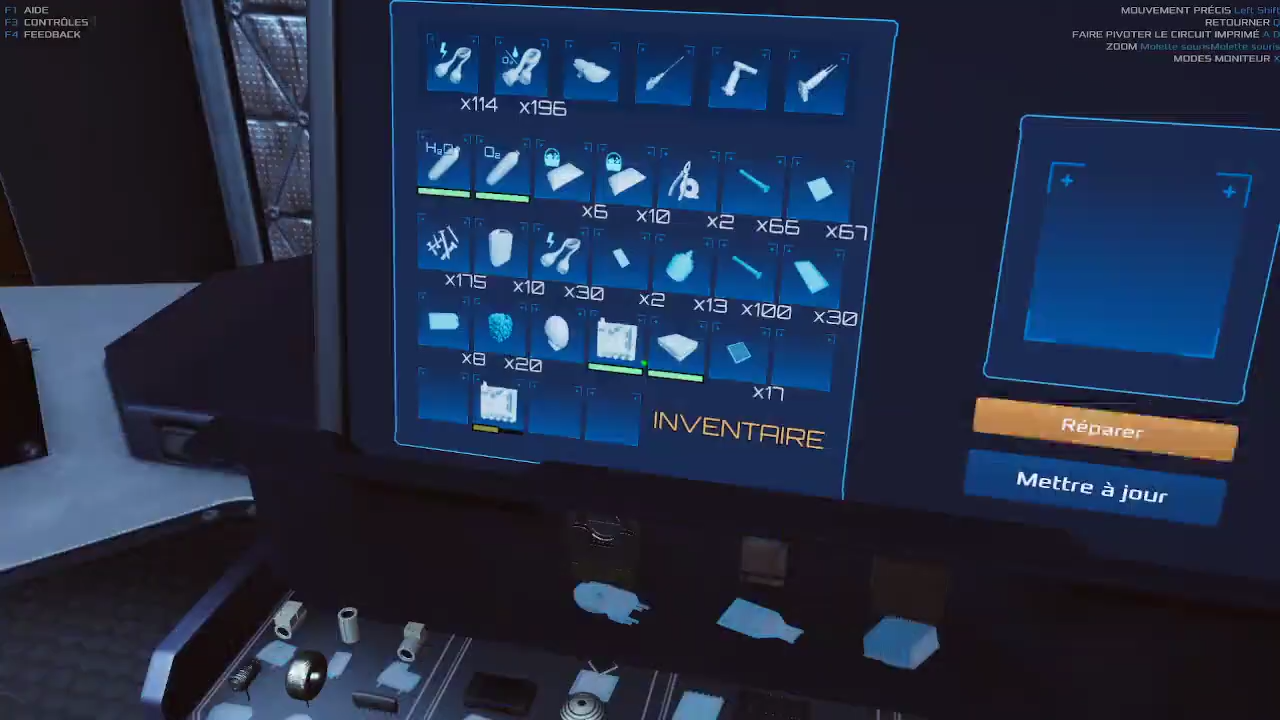 F1 AIDE
F3 CONTRÔLES
F4 FEEDBACK
MOUVEMENT PRÉCIS Left Shift
RETOURNER Q
FAIRE PIVOTER LE CIRCUIT IMPRIMÉ A D
ZOOM Molette sourisMolette souris
MODES MONITEUR X
x114 x196
H₂O O₂
x6 x10 x2 x66 x67
x175 x10 x30 x2 x13 x100 x30
x8 x20 x17
INVENTAIRE
Réparer
Mettre à jour